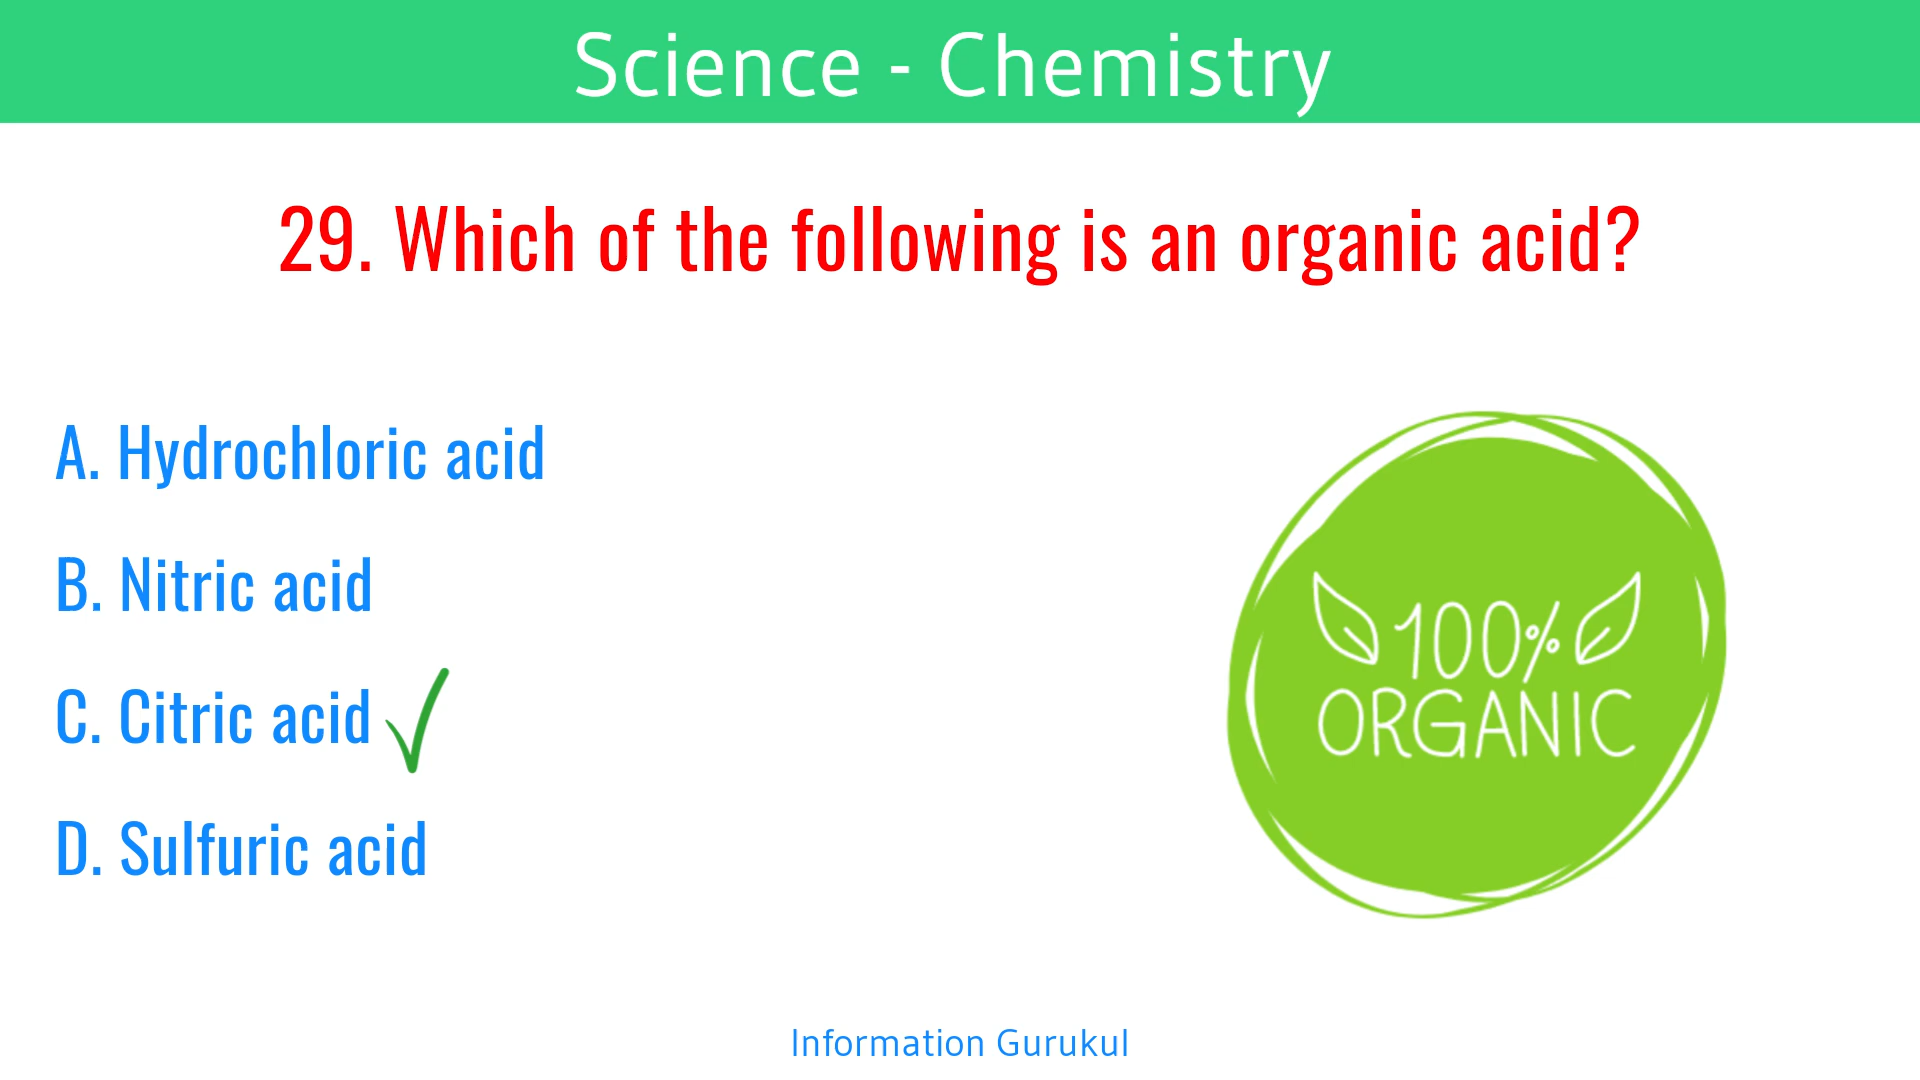 Science - Chemistry
29. Which of the following is an organic acid?
A. Hydrochloric acid
B. Nitric acid
C. Citric acid
D. Sulfuric acid
100%
ORGANIC
Information Gurukul